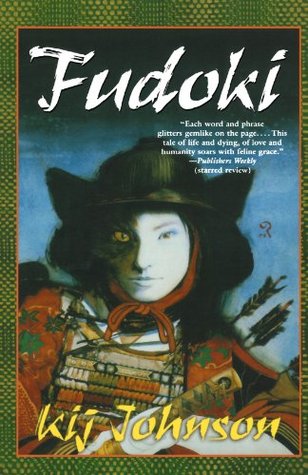 Fudoki
"Each word and phrase
glitters gemlike on the page.... This
tale of life and dying, of love and
humanity soars with feline grace."
—Publishers Weekly
(starred review)
Kij Johnson